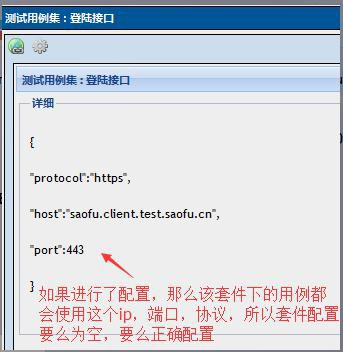 测试用例集：登陆接口
测试用例集：登陆接口
详细
{
"protocol":"https",
"host":"saofu.client.test.saofu.cn",
"port":443
}
如果进行了配置，那么该套件下的用例都
会使用这个ip，端口，协议，所以套件配置
要么为空，要么正确配置